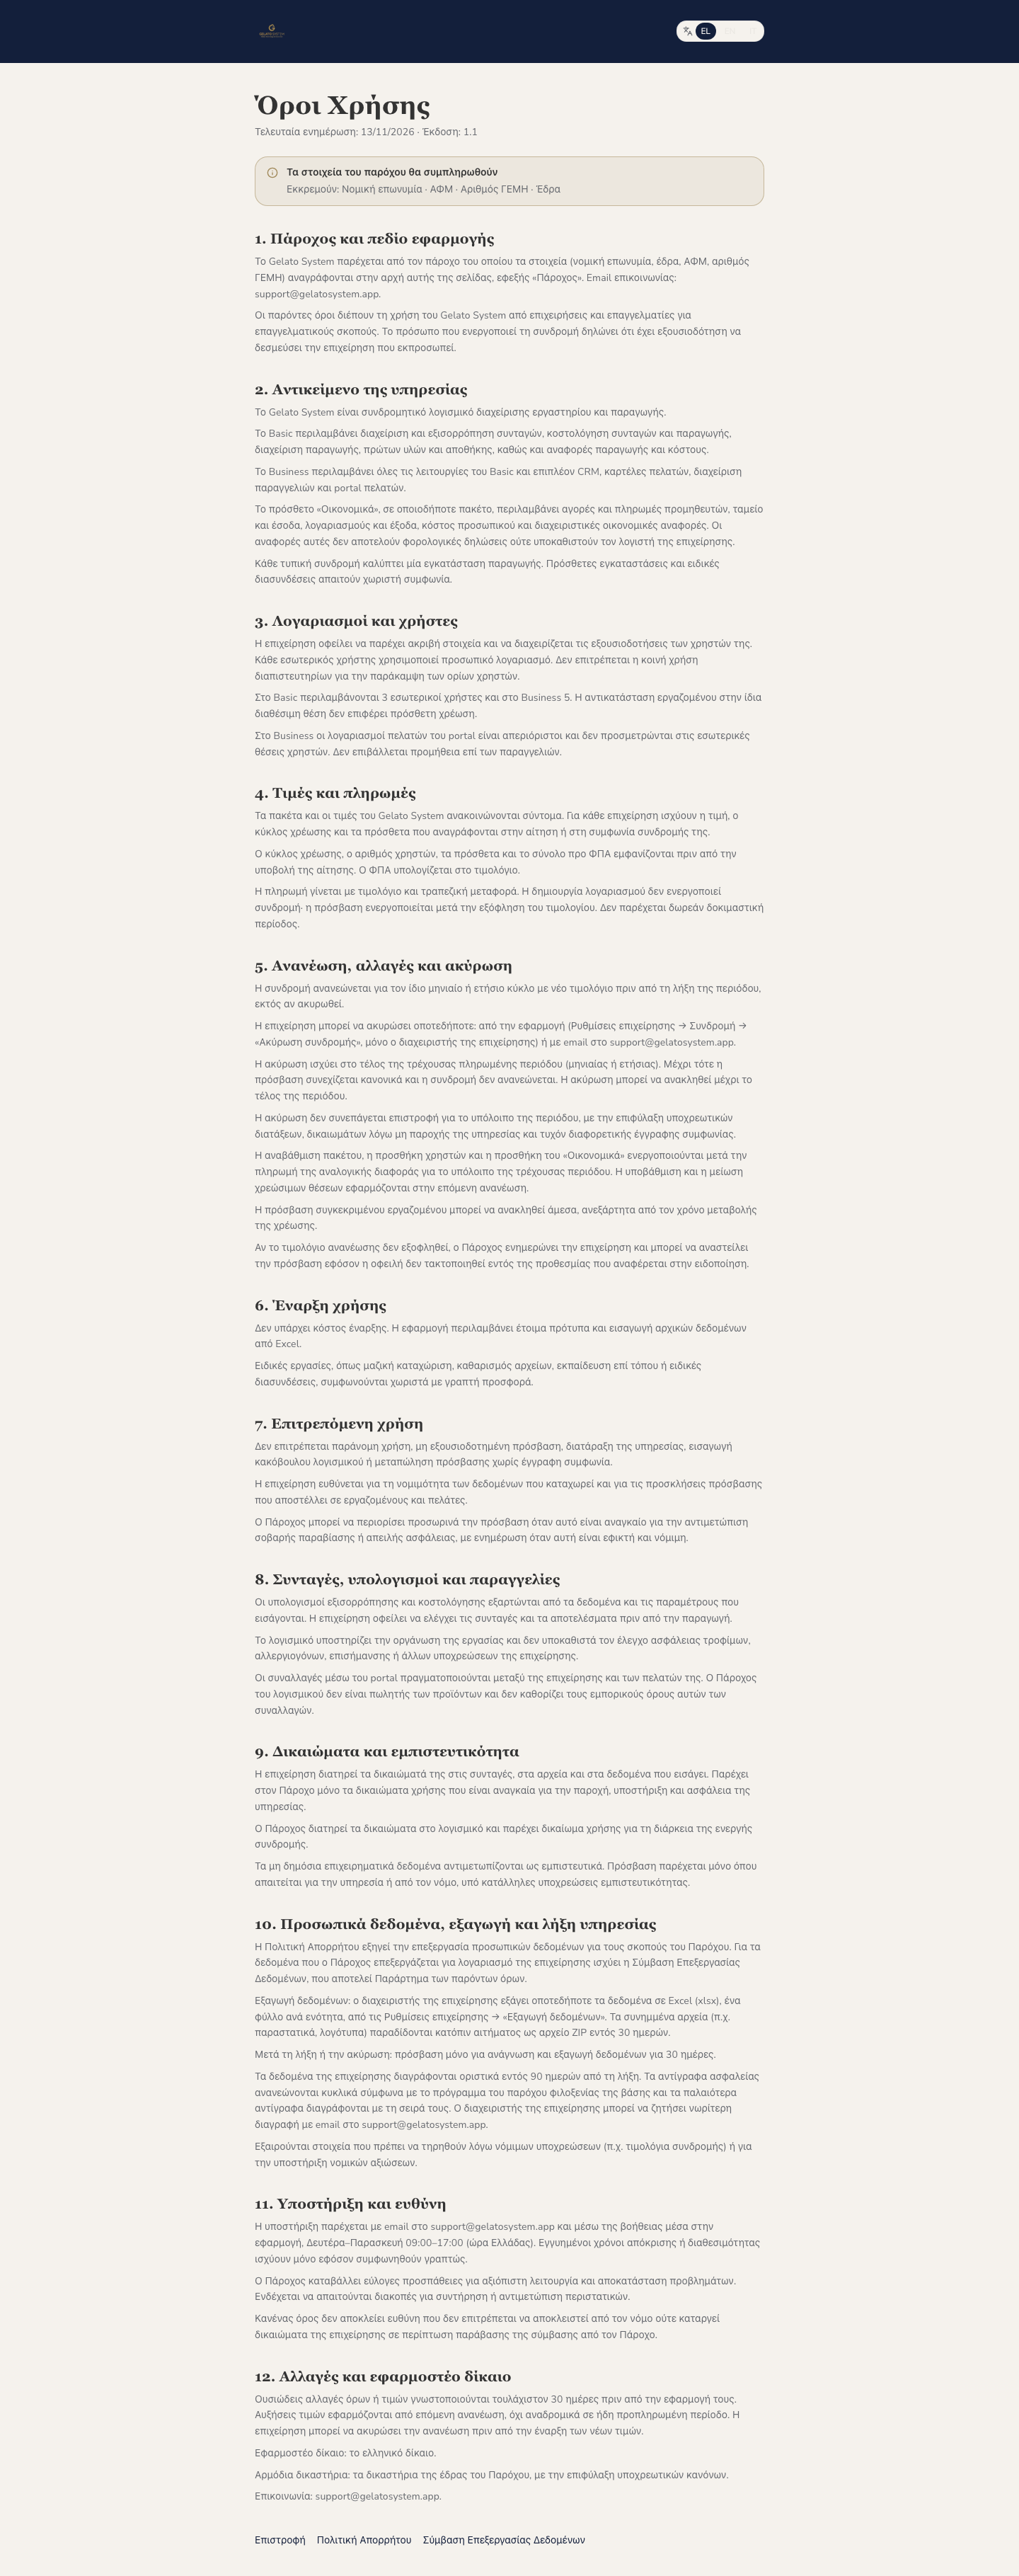 EL
Όροι Χρήσης
Τελευταία ενημέρωση: 13/11/2026 · Έκδοση: 1.1
Τα στοιχεία του παρόχου θα συμπληρωθούν
Εκκρεμούν: Νομική επωνυμία · ΑΦΜ · Αριθμός ΓΕΜΗ · Έδρα
1. Πάροχος και πεδίο εφαρμογής
Το Gelato System παρέχεται από τον πάροχο του οποίου τα στοιχεία (νομική επωνυμία, έδρα, ΑΦΜ, αριθμός
ΓΕΜΗ) αναγράφονται στην αρχή αυτής της σελίδας, εφεξής «Πάροχος». Email επικοινωνίας:
support@gelatosystem.app.
Οι παρόντες όροι διέπουν τη χρήση του Gelato System από επιχειρήσεις και επαγγελματίες για
επαγγελματικούς σκοπούς. Το πρόσωπο που ενεργοποιεί τη συνδρομή δηλώνει ότι έχει εξουσιοδότηση να
δεσμεύσει την επιχείρηση που εκπροσωπεί.
2. Αντικείμενο της υπηρεσίας
Το Gelato System είναι συνδρομητικό λογισμικό διαχείρισης εργαστηρίου και παραγωγής.
Το Basic περιλαμβάνει διαχείριση και εξισορρόπηση συνταγών, κοστολόγηση συνταγών και παραγωγής,
διαχείριση παραγωγής, πρώτων υλών και αποθήκης, καθώς και αναφορές παραγωγής και κόστους.
Το Business περιλαμβάνει όλες τις λειτουργίες του Basic και επιπλέον CRM, καρτέλες πελατών, διαχείριση
παραγγελιών και portal πελατών.
Το πρόσθετο «Οικονομικά», σε οποιοδήποτε πακέτο, περιλαμβάνει αγορές και πληρωμές προμηθευτών, ταμείο
και έσοδα, λογαριασμούς και έξοδα, κόστος προσωπικού και διαχειριστικές οικονομικές αναφορές. Οι
αναφορές αυτές δεν αποτελούν φορολογικές δηλώσεις ούτε υποκαθιστούν τον λογιστή της επιχείρησης.
Κάθε τυπική συνδρομή καλύπτει μία εγκατάσταση παραγωγής. Πρόσθετες εγκαταστάσεις και ειδικές
διασυνδέσεις απαιτούν χωριστή συμφωνία.
3. Λογαριασμοί και χρήστες
Η επιχείρηση οφείλει να παρέχει ακριβή στοιχεία και να διαχειρίζεται τις εξουσιοδοτήσεις των χρηστών της.
Κάθε εσωτερικός χρήστης χρησιμοποιεί προσωπικό λογαριασμό. Δεν επιτρέπεται η κοινή χρήση
διαπιστευτηρίων για την παράκαμψη των ορίων χρηστών.
Στο Basic περιλαμβάνονται 3 εσωτερικοί χρήστες και στο Business 5. Η αντικατάσταση εργαζομένου στην ίδια
διαθέσιμη θέση δεν επιφέρει πρόσθετη χρέωση.
Στο Business οι λογαριασμοί πελατών του portal είναι απεριόριστοι και δεν προσμετρώνται στις εσωτερικές
θέσεις χρηστών. Δεν επιβάλλεται προμήθεια επί των παραγγελιών.
4. Τιμές και πληρωμές
Τα πακέτα και οι τιμές του Gelato System ανακοινώνονται σύντομα. Για κάθε επιχείρηση ισχύουν η τιμή, ο
κύκλος χρέωσης και τα πρόσθετα που αναγράφονται στην αίτηση ή στη συμφωνία συνδρομής της.
Ο κύκλος χρέωσης, ο αριθμός χρηστών, τα πρόσθετα και το σύνολο προ ΦΠΑ εμφανίζονται πριν από την
υποβολή της αίτησης. Ο ΦΠΑ υπολογίζεται στο τιμολόγιο.
Η πληρωμή γίνεται με τιμολόγιο και τραπεζική μεταφορά. Η δημιουργία λογαριασμού δεν ενεργοποιεί
συνδρομή· η πρόσβαση ενεργοποιείται μετά την εξόφληση του τιμολογίου. Δεν παρέχεται δωρεάν δοκιμαστική
περίοδος.
5. Ανανέωση, αλλαγές και ακύρωση
Η συνδρομή ανανεώνεται για τον ίδιο μηνιαίο ή ετήσιο κύκλο με νέο τιμολόγιο πριν από τη λήξη της περιόδου,
εκτός αν ακυρωθεί.
Η επιχείρηση μπορεί να ακυρώσει οποτεδήποτε: από την εφαρμογή (Ρυθμίσεις επιχείρησης → Συνδρομή →
«Ακύρωση συνδρομής», μόνο ο διαχειριστής της επιχείρησης) ή με email στο support@gelatosystem.app.
Η ακύρωση ισχύει στο τέλος της τρέχουσας πληρωμένης περιόδου (μηνιαίας ή ετήσιας). Μέχρι τότε η
πρόσβαση συνεχίζεται κανονικά και η συνδρομή δεν ανανεώνεται. Η ακύρωση μπορεί να ανακληθεί μέχρι το
τέλος της περιόδου.
Η ακύρωση δεν συνεπάγεται επιστροφή για το υπόλοιπο της περιόδου, με την επιφύλαξη υποχρεωτικών
διατάξεων, δικαιωμάτων λόγω μη παροχής της υπηρεσίας και τυχόν διαφορετικής έγγραφης συμφωνίας.
Η αναβάθμιση πακέτου, η προσθήκη χρηστών και η προσθήκη του «Οικονομικά» ενεργοποιούνται μετά την
πληρωμή της αναλογικής διαφοράς για το υπόλοιπο της τρέχουσας περιόδου. Η υποβάθμιση και η μείωση
χρεώσιμων θέσεων εφαρμόζονται στην επόμενη ανανέωση.
Η πρόσβαση συγκεκριμένου εργαζομένου μπορεί να ανακληθεί άμεσα, ανεξάρτητα από τον χρόνο μεταβολής
της χρέωσης.
Αν το τιμολόγιο ανανέωσης δεν εξοφληθεί, ο Πάροχος ενημερώνει την επιχείρηση και μπορεί να αναστείλει
την πρόσβαση εφόσον η οφειλή δεν τακτοποιηθεί εντός της προθεσμίας που αναφέρεται στην ειδοποίηση.
6. Έναρξη χρήσης
Δεν υπάρχει κόστος έναρξης. Η εφαρμογή περιλαμβάνει έτοιμα πρότυπα και εισαγωγή αρχικών δεδομένων
από Excel.
Ειδικές εργασίες, όπως μαζική καταχώριση, καθαρισμός αρχείων, εκπαίδευση επί τόπου ή ειδικές
διασυνδέσεις, συμφωνούνται χωριστά με γραπτή προσφορά.
7. Επιτρεπόμενη χρήση
Δεν επιτρέπεται παράνομη χρήση, μη εξουσιοδοτημένη πρόσβαση, διατάραξη της υπηρεσίας, εισαγωγή
κακόβουλου λογισμικού ή μεταπώληση πρόσβασης χωρίς έγγραφη συμφωνία.
Η επιχείρηση ευθύνεται για τη νομιμότητα των δεδομένων που καταχωρεί και για τις προσκλήσεις πρόσβασης
που αποστέλλει σε εργαζομένους και πελάτες.
Ο Πάροχος μπορεί να περιορίσει προσωρινά την πρόσβαση όταν αυτό είναι αναγκαίο για την αντιμετώπιση
σοβαρής παραβίασης ή απειλής ασφάλειας, με ενημέρωση όταν αυτή είναι εφικτή και νόμιμη.
8. Συνταγές, υπολογισμοί και παραγγελίες
Οι υπολογισμοί εξισορρόπησης και κοστολόγησης εξαρτώνται από τα δεδομένα και τις παραμέτρους που
εισάγονται. Η επιχείρηση οφείλει να ελέγχει τις συνταγές και τα αποτελέσματα πριν από την παραγωγή.
Το λογισμικό υποστηρίζει την οργάνωση της εργασίας και δεν υποκαθιστά τον έλεγχο ασφάλειας τροφίμων,
αλλεργιογόνων, επισήμανσης ή άλλων υποχρεώσεων της επιχείρησης.
Οι συναλλαγές μέσω του portal πραγματοποιούνται μεταξύ της επιχείρησης και των πελατών της. Ο Πάροχος
του λογισμικού δεν είναι πωλητής των προϊόντων και δεν καθορίζει τους εμπορικούς όρους αυτών των
συναλλαγών.
9. Δικαιώματα και εμπιστευτικότητα
Η επιχείρηση διατηρεί τα δικαιώματά της στις συνταγές, στα αρχεία και στα δεδομένα που εισάγει. Παρέχει
στον Πάροχο μόνο τα δικαιώματα χρήσης που είναι αναγκαία για την παροχή, υποστήριξη και ασφάλεια της
υπηρεσίας.
Ο Πάροχος διατηρεί τα δικαιώματα στο λογισμικό και παρέχει δικαίωμα χρήσης για τη διάρκεια της ενεργής
συνδρομής.
Τα μη δημόσια επιχειρηματικά δεδομένα αντιμετωπίζονται ως εμπιστευτικά. Πρόσβαση παρέχεται μόνο όπου
απαιτείται για την υπηρεσία ή από τον νόμο, υπό κατάλληλες υποχρεώσεις εμπιστευτικότητας.
10. Προσωπικά δεδομένα, εξαγωγή και λήξη υπηρεσίας
Η Πολιτική Απορρήτου εξηγεί την επεξεργασία προσωπικών δεδομένων για τους σκοπούς του Παρόχου. Για τα
δεδομένα που ο Πάροχος επεξεργάζεται για λογαριασμό της επιχείρησης ισχύει η Σύμβαση Επεξεργασίας
Δεδομένων, που αποτελεί Παράρτημα των παρόντων όρων.
Εξαγωγή δεδομένων: ο διαχειριστής της επιχείρησης εξάγει οποτεδήποτε τα δεδομένα σε Excel (xlsx), ένα
φύλλο ανά ενότητα, από τις Ρυθμίσεις επιχείρησης → «Εξαγωγή δεδομένων». Τα συνημμένα αρχεία (π.χ.
παραστατικά, λογότυπα) παραδίδονται κατόπιν αιτήματος ως αρχείο ZIP εντός 30 ημερών.
Μετά τη λήξη ή την ακύρωση: πρόσβαση μόνο για ανάγνωση και εξαγωγή δεδομένων για 30 ημέρες.
Τα δεδομένα της επιχείρησης διαγράφονται οριστικά εντός 90 ημερών από τη λήξη. Τα αντίγραφα ασφαλείας
ανανεώνονται κυκλικά σύμφωνα με το πρόγραμμα του παρόχου φιλοξενίας της βάσης και τα παλαιότερα
αντίγραφα διαγράφονται με τη σειρά τους. Ο διαχειριστής της επιχείρησης μπορεί να ζητήσει νωρίτερη
διαγραφή με email στο support@gelatosystem.app.
Εξαιρούνται στοιχεία που πρέπει να τηρηθούν λόγω νόμιμων υποχρεώσεων (π.χ. τιμολόγια συνδρομής) ή για
την υποστήριξη νομικών αξιώσεων.
11. Υποστήριξη και ευθύνη
Η υποστήριξη παρέχεται με email στο support@gelatosystem.app και μέσω της βοήθειας μέσα στην
εφαρμογή, Δευτέρα–Παρασκευή 09:00–17:00 (ώρα Ελλάδας). Εγγυημένοι χρόνοι απόκρισης ή διαθεσιμότητας
ισχύουν μόνο εφόσον συμφωνηθούν γραπτώς.
Ο Πάροχος καταβάλλει εύλογες προσπάθειες για αξιόπιστη λειτουργία και αποκατάσταση προβλημάτων.
Ενδέχεται να απαιτούνται διακοπές για συντήρηση ή αντιμετώπιση περιστατικών.
Κανένας όρος δεν αποκλείει ευθύνη που δεν επιτρέπεται να αποκλειστεί από τον νόμο ούτε καταργεί
δικαιώματα της επιχείρησης σε περίπτωση παράβασης της σύμβασης από τον Πάροχο.
12. Αλλαγές και εφαρμοστέο δίκαιο
Ουσιώδεις αλλαγές όρων ή τιμών γνωστοποιούνται τουλάχιστον 30 ημέρες πριν από την εφαρμογή τους.
Αυξήσεις τιμών εφαρμόζονται από επόμενη ανανέωση, όχι αναδρομικά σε ήδη προπληρωμένη περίοδο. Η
επιχείρηση μπορεί να ακυρώσει την ανανέωση πριν από την έναρξη των νέων τιμών.
Εφαρμοστέο δίκαιο: το ελληνικό δίκαιο.
Αρμόδια δικαστήρια: τα δικαστήρια της έδρας του Παρόχου, με την επιφύλαξη υποχρεωτικών κανόνων.
Επικοινωνία: support@gelatosystem.app.
Επιστροφή Πολιτική Απορρήτου Σύμβαση Επεξεργασίας Δεδομένων